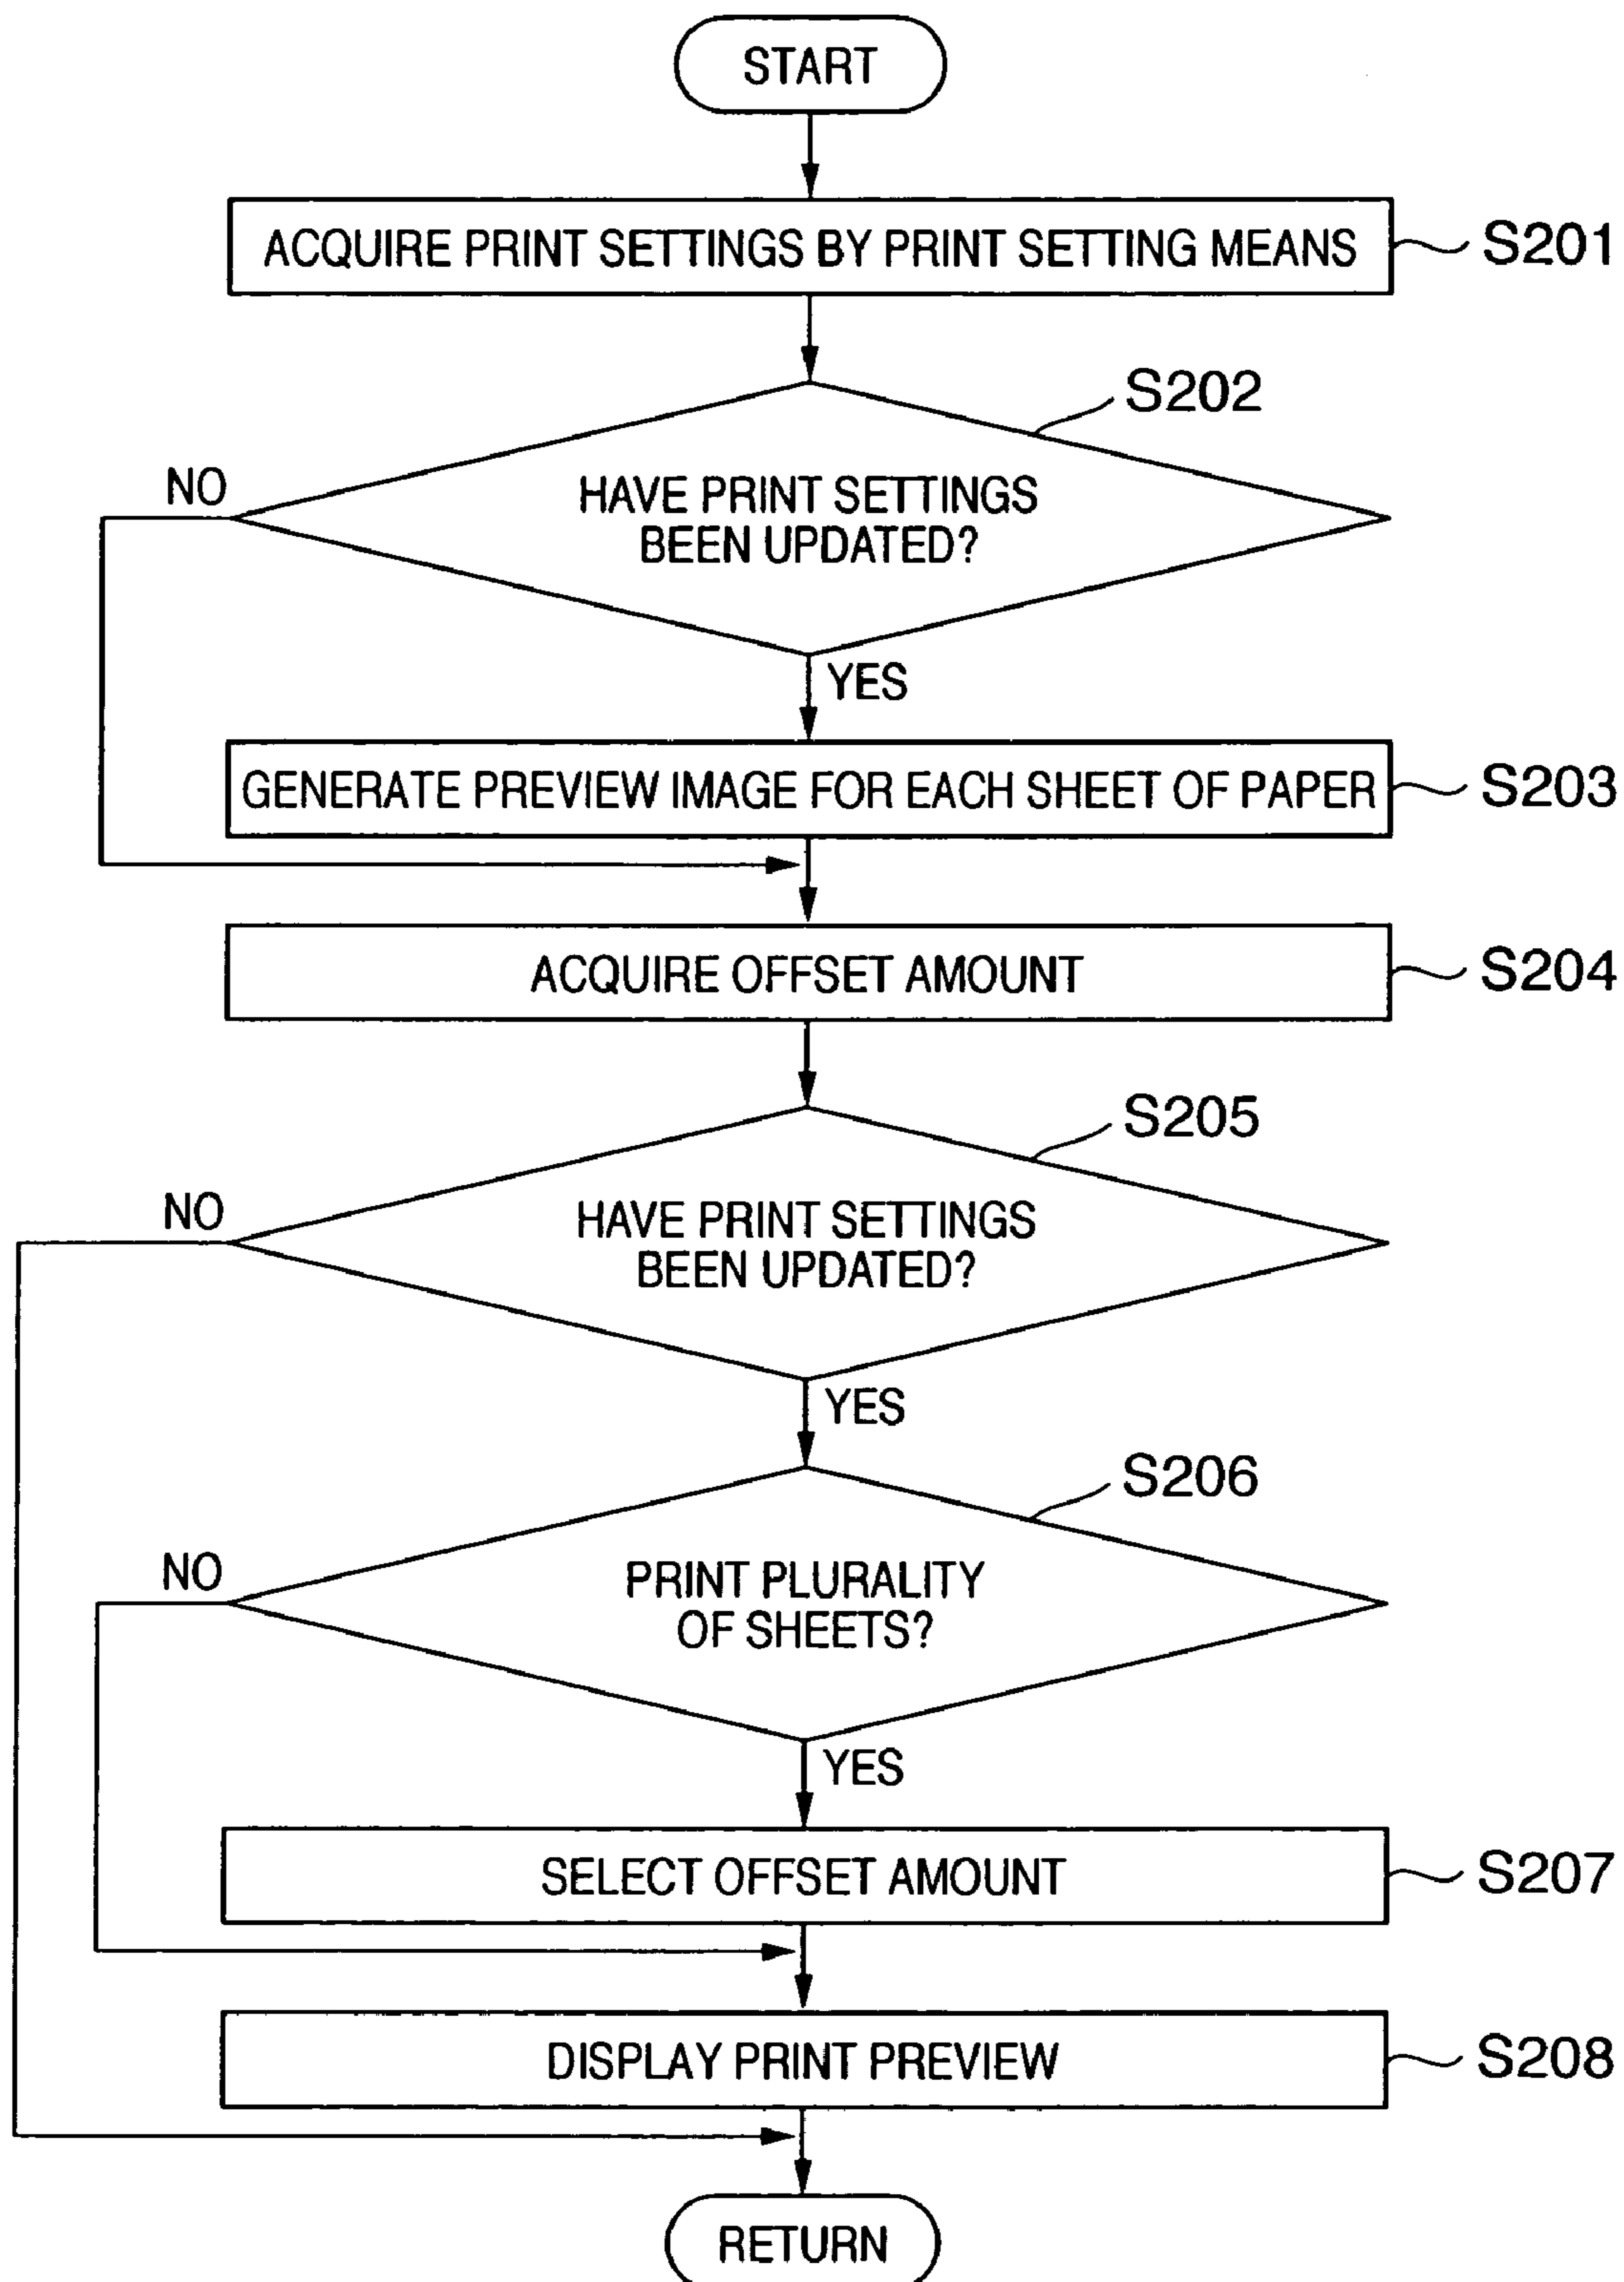 START
ACQUIRE PRINT SETTINGS BY PRINT SETTING MEANS
S201
S202
NO
HAVE PRINT SETTINGS
BEEN UPDATED?
YES
GENERATE PREVIEW IMAGE FOR EACH SHEET OF PAPER
S203
ACQUIRE OFFSET AMOUNT
S204
S205
NO
HAVE PRINT SETTINGS
BEEN UPDATED?
YES
S206
NO
PRINT PLURALITY
OF SHEETS?
YES
SELECT OFFSET AMOUNT
S207
DISPLAY PRINT PREVIEW
S208
RETURN